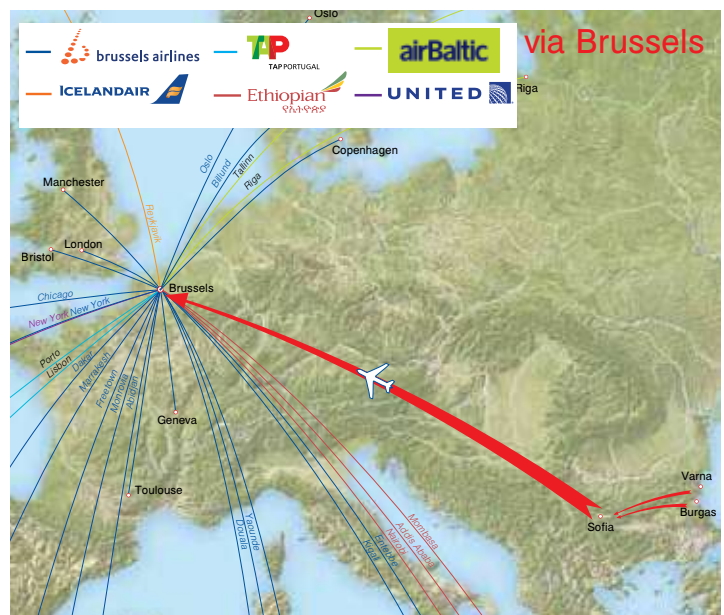 Oslo
brussels airlines
TAP
TAP PORTUGAL
airBaltic
via Brussels
ICELANDAIR
Ethiopian
የኢትዮጵያ
UNITED
Riga
Copenhagen
Oslo
Billund
Tallinn
Riga
Manchester
Reykjavik
London
Bristol
Brussels
Chicago
New York
New York
Porto
Lisbon
Dakar
Marrakesh
Freetown
Monrovia
Abidjan
Geneva
Toulouse
Varna
Burgas
Sofia
Yaounde
Douala
Mombasa
Addis Ababa
Nairobi
Entebbe
Kigali